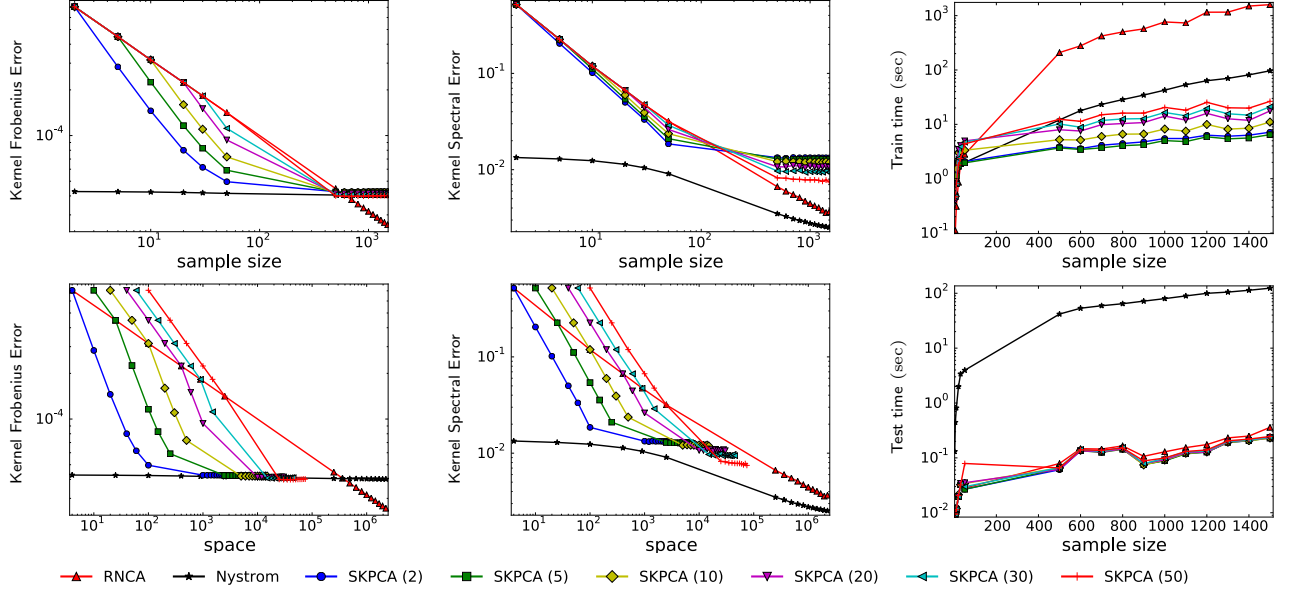 Kernel Frobenius Error
10^-4
10^1
10^2
10^3
sample size
Kernel Spectral Error
10^-1
10^-2
10^1
10^2
10^3
sample size
Train time (sec)
10^3
10^2
10^1
10^0
10^-1
200 400 600 800 1000 1200 1400
sample size
Kernel Frobenius Error
10^-4
10^1 10^2 10^3 10^4 10^5 10^6
space
Kernel Spectral Error
10^-1
10^-2
10^1 10^2 10^3 10^4 10^5 10^6
space
Test time (sec)
10^2
10^1
10^0
10^-1
10^-2
200 400 600 800 1000 1200 1400
sample size
RNCA Nystrom SKPCA (2) SKPCA (5) SKPCA (10) SKPCA (20) SKPCA (30) SKPCA (50)